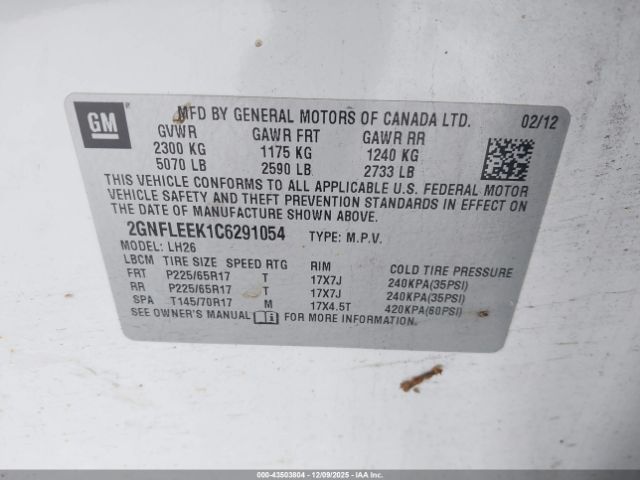 GM
MFD BY GENERAL MOTORS OF CANADA LTD. 02/12
GVWR GAWR FRT GAWR RR
2300 KG 1175 KG 1240 KG
5070 LB 2590 LB 2733 LB
THIS VEHICLE CONFORMS TO ALL APPLICABLE U.S. FEDERAL MOTOR
VEHICLE SAFETY AND THEFT PREVENTION STANDARDS IN EFFECT ON
THE DATE OF MANUFACTURE SHOWN ABOVE.
2GNFLEEK1C6291054 TYPE: M.P.V.
MODEL: LH26
LBCM TIRE SIZE SPEED RTG RIM COLD TIRE PRESSURE
FRT P225/65R17 T 17X7J 240KPA(35PSI)
RR P225/65R17 T 17X7J 240KPA(35PSI)
SPA T145/70R17 M 17X4.5T 420KPA(60PSI)
SEE OWNER'S MANUAL FOR MORE INFORMATION.
000-43503804 - 12/09/2025 - IAAI.COM